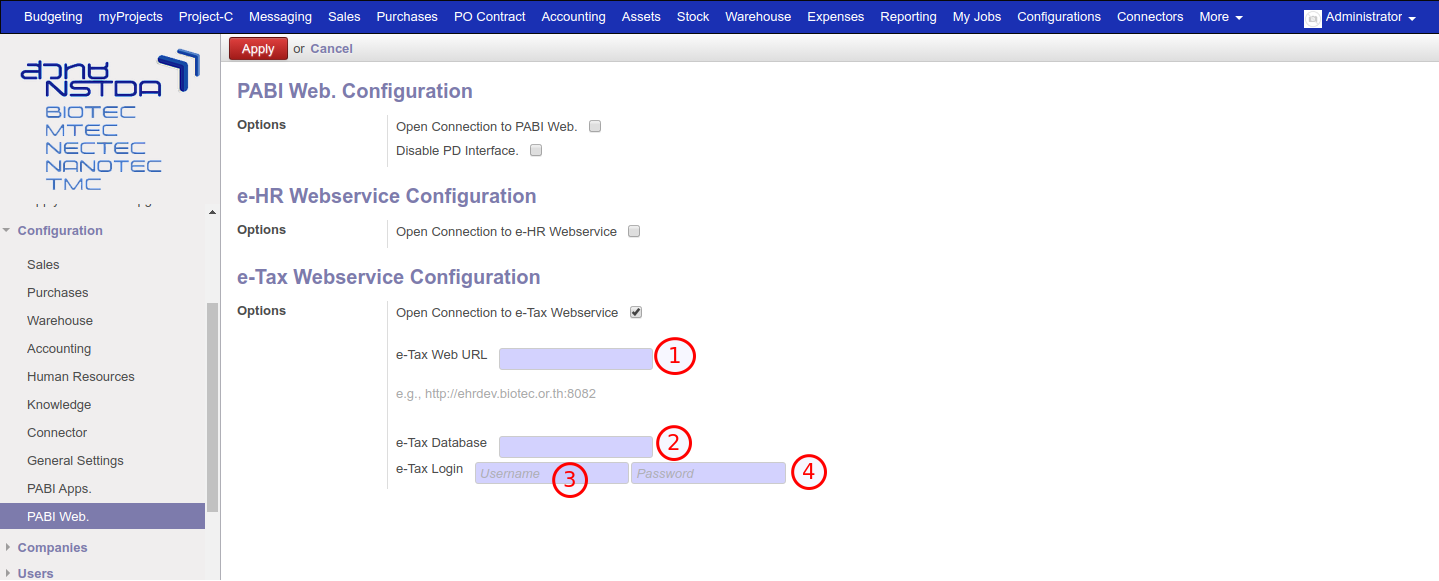 Budgeting myProjects Project-C Messaging Sales Purchases PO Contract Accounting Assets Stock Warehouse Expenses Reporting My Jobs Configurations Connectors More Administrator
สวทช
NSTDA
BIOTEC
MTEC
NECTEC
NANOTEC
TMC
Configuration
Sales
Purchases
Warehouse
Accounting
Human Resources
Knowledge
Connector
General Settings
PABI Apps.
PABI Web.
Companies
Users
Apply or Cancel
PABI Web. Configuration
Options
Open Connection to PABI Web.
Disable PD Interface.
e-HR Webservice Configuration
Options
Open Connection to e-HR Webservice
e-Tax Webservice Configuration
Options
Open Connection to e-Tax Webservice
e-Tax Web URL 1
e.g., http://ehrdev.biotec.or.th:8082
e-Tax Database 2
e-Tax Login Username 3 Password 4